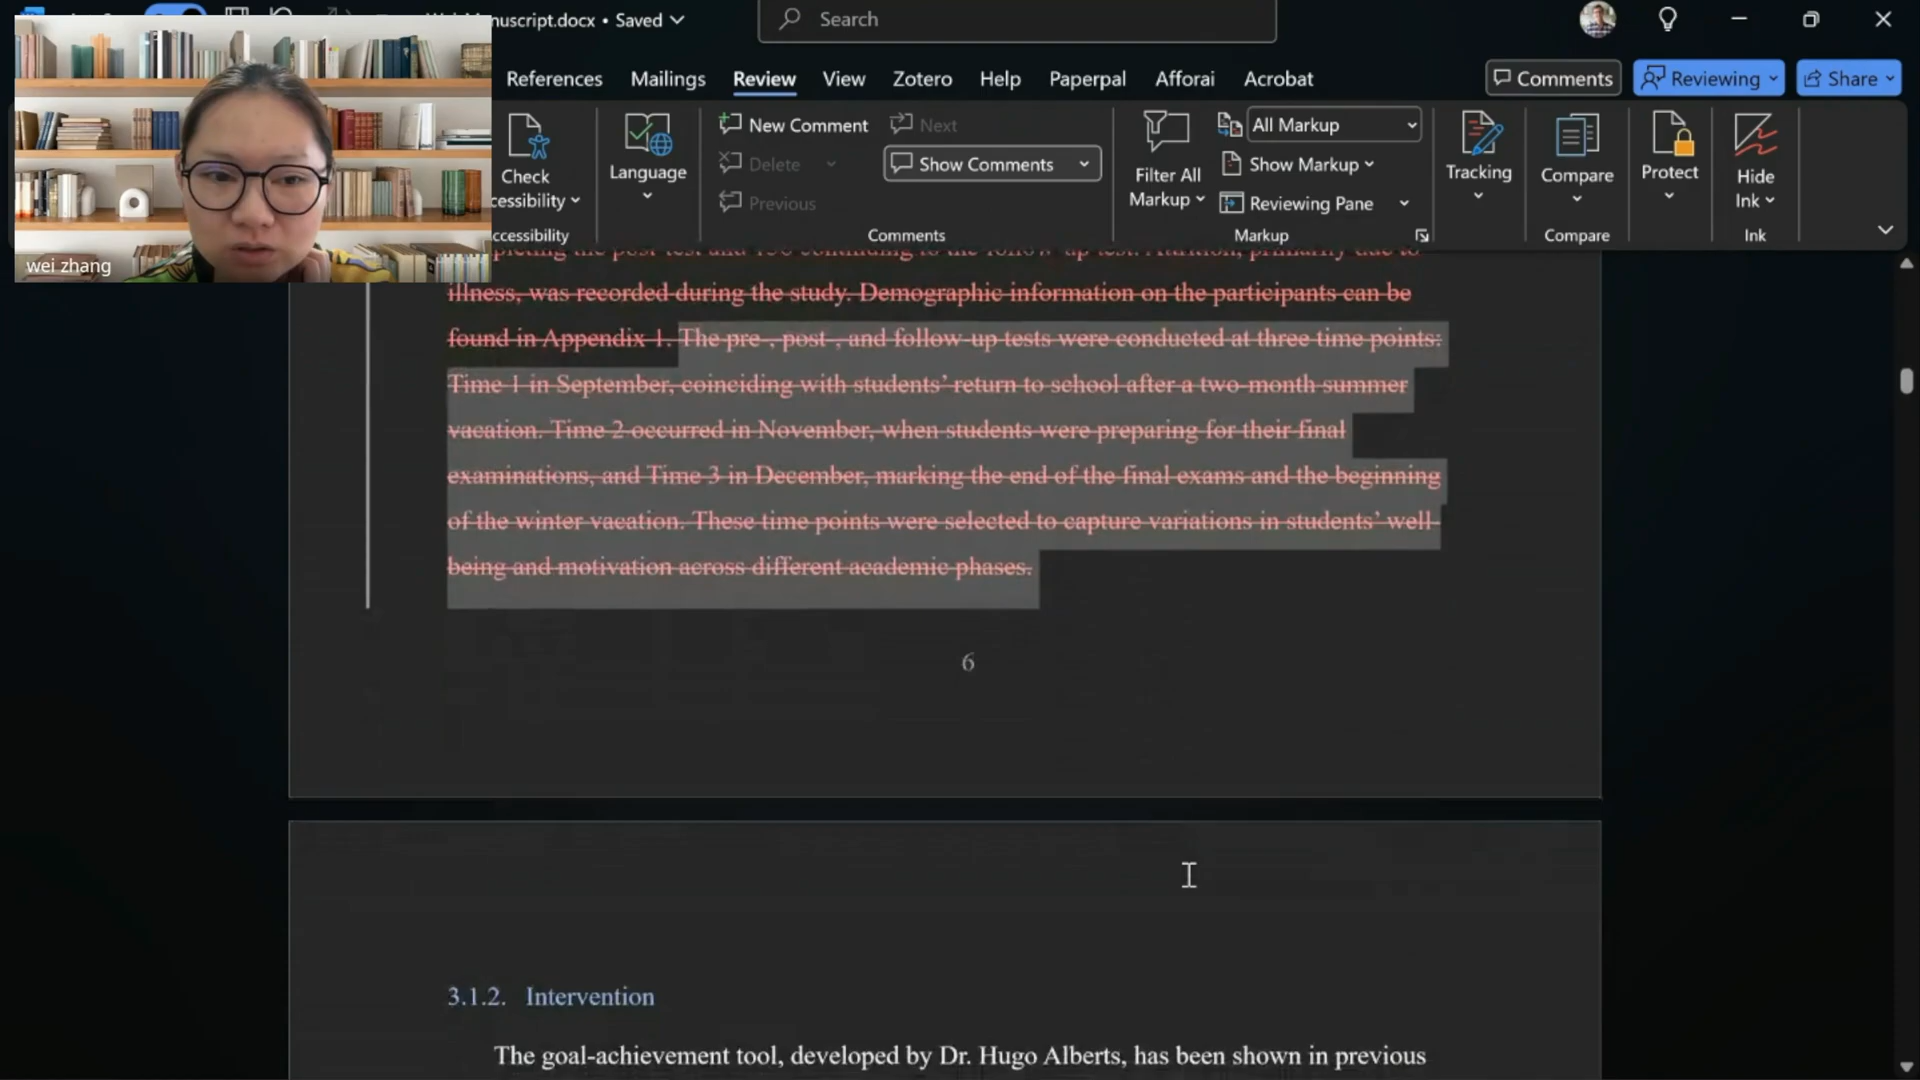 nuscript.docx • Saved
Search
References Mailings Review View Zotero Help Paperpal Afforai Acrobat
Comments Reviewing Share
Check
ccessibility
ccessibility
Language
New Comment Next
Delete Show Comments
Previous
Comments
Filter All
Markup
All Markup
Show Markup
Reviewing Pane
Markup
Tracking
Compare
Compare
Protect
Hide
Ink
Ink
wei zhang
illness, was recorded during the study. Demographic information on the participants can be
found in Appendix 1. The pre-, post-, and follow-up tests were conducted at three time points:
Time 1 in September, coinciding with students’ return to school after a two-month summer
vacation. Time 2 occurred in November, when students were preparing for their final
examinations, and Time 3 in December, marking the end of the final exams and the beginning
of the winter vacation. These time points were selected to capture variations in students’ well-
being and motivation across different academic phases.
6
3.1.2. Intervention
The goal-achievement tool, developed by Dr. Hugo Alberts, has been shown in previous